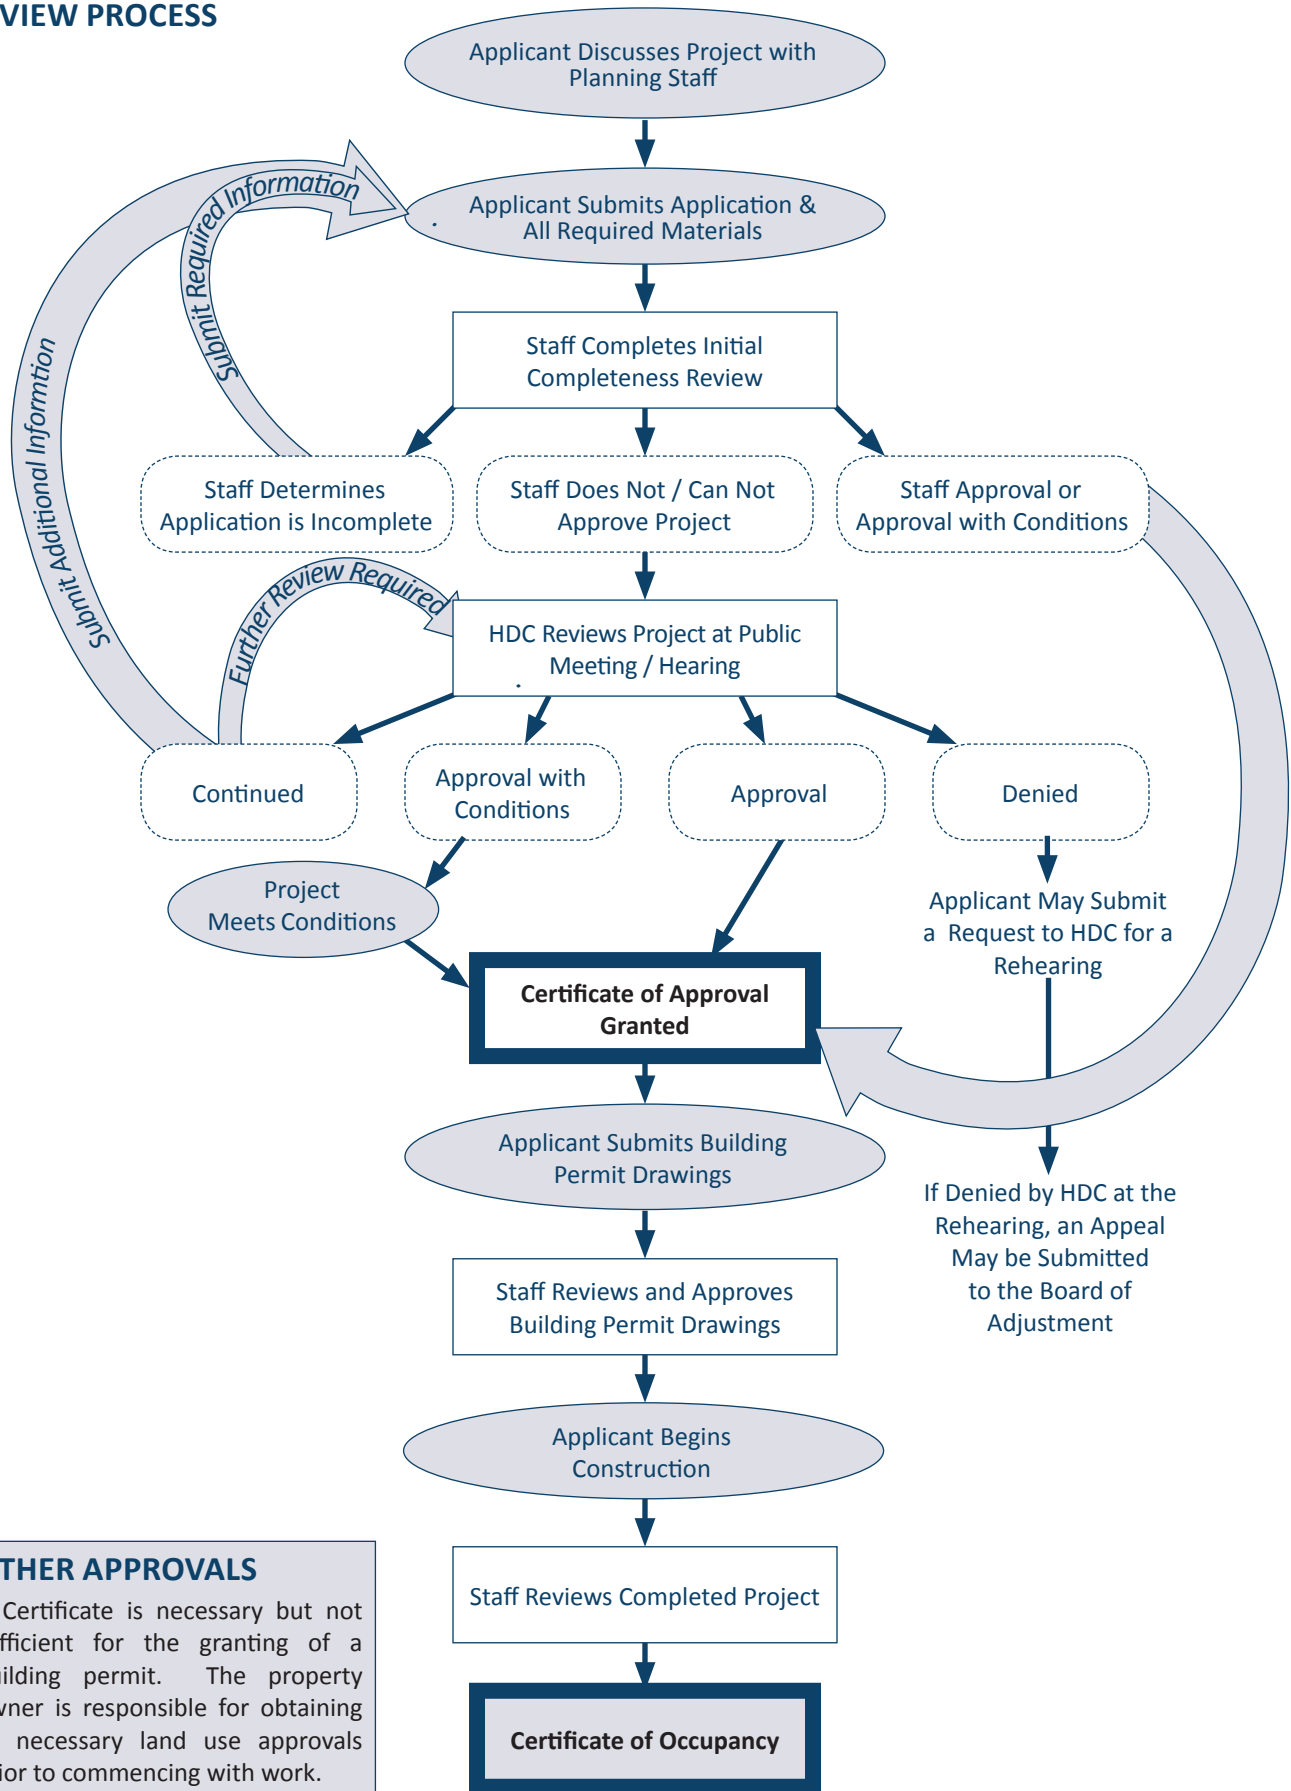 VIEW PROCESS
Applicant Discusses Project with
Planning Staff
Applicant Submits Application &
All Required Materials
Submit Required Information
Submit Additional Informtion
Staff Completes Initial
Completeness Review
Staff Determines
Application is Incomplete
Staff Does Not / Can Not
Approve Project
Staff Approval or
Approval with Conditions
Further Review Required
HDC Reviews Project at Public
Meeting / Hearing
Continued
Approval with
Conditions
Approval
Denied
Project
Meets Conditions
Applicant May Submit
a Request to HDC for a
Rehearing
Certificate of Approval
Granted
Applicant Submits Building
Permit Drawings
If Denied by HDC at the
Rehearing, an Appeal
May be Submitted
to the Board of
Adjustment
Staff Reviews and Approves
Building Permit Drawings
Applicant Begins
Construction
Staff Reviews Completed Project
Certificate of Occupancy
THER APPROVALS
Certificate is necessary but not
fficient for the granting of a
uilding permit. The property
wner is responsible for obtaining
necessary land use approvals
ior to commencing with work.